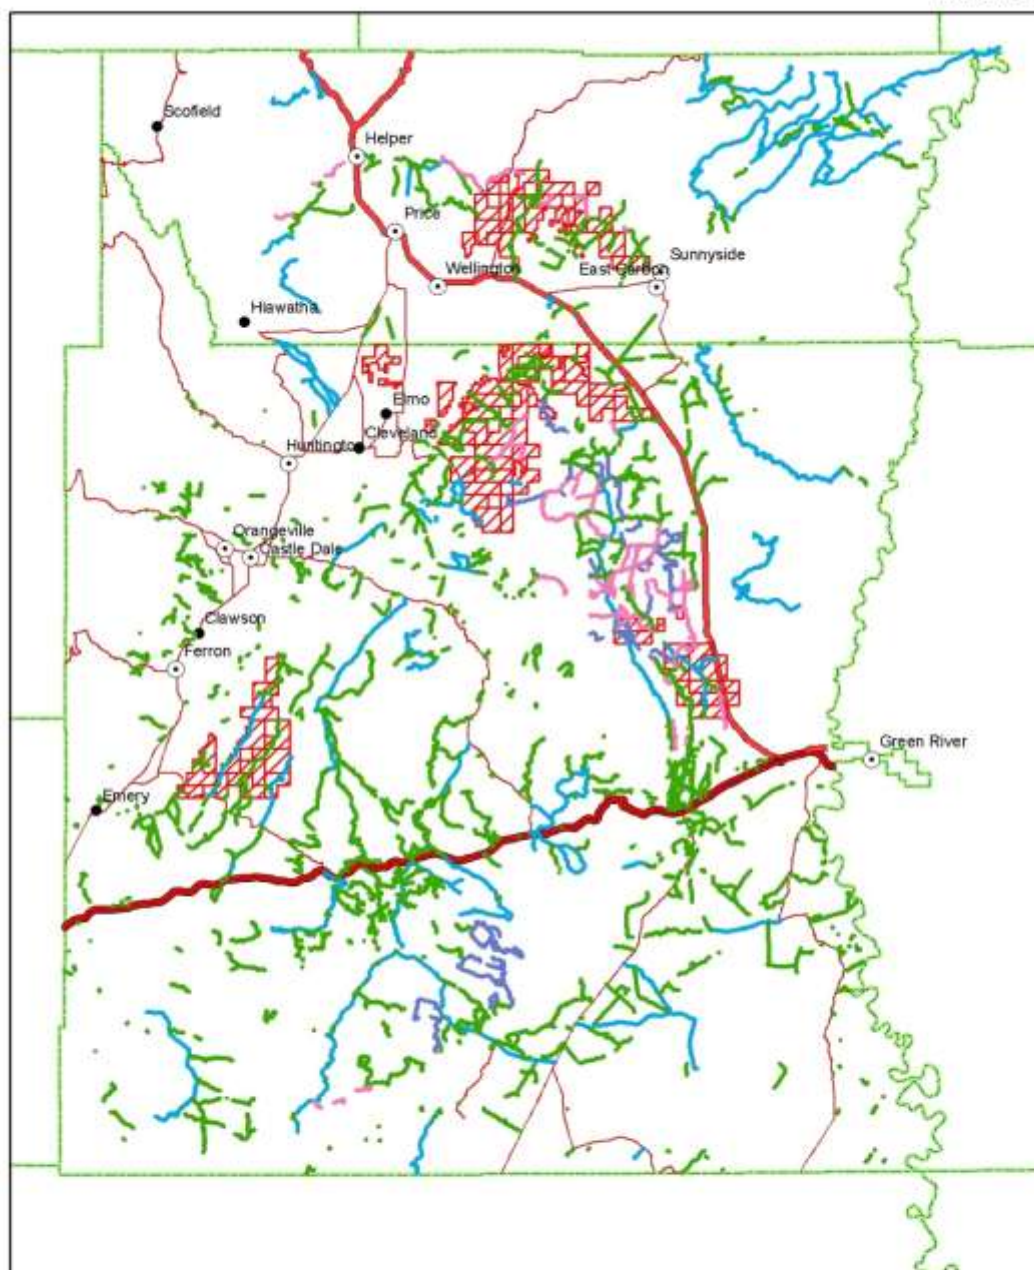 Scofield
Helper
Price
Wellington
East Carbon
Sunnyside
Hiawatha
Elmo
Cleveland
Huntington
Orangeville
Castle Dale
Clawson
Ferron
Green River
Emery